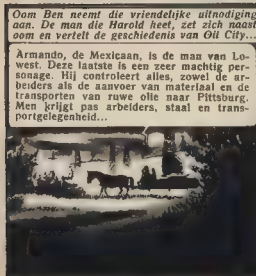 Oom Ben neemt die vriendelijke uitnodiging
aan. De man die Harold heet, zet zich naast
oom en vertelt de geschiedenis van Oil City...
Armando, de Mexicaan, is de man van Lo-
west. Deze laatste is een zeer machtig per-
sonage. Hij controleert alles, zowel de ar-
beiders als de aanvoer van materiaal en de
transporten van ruwe olie naar Pittsburg.
Men krijgt pas arbeiders, staal en trans-
portgelegenheid...